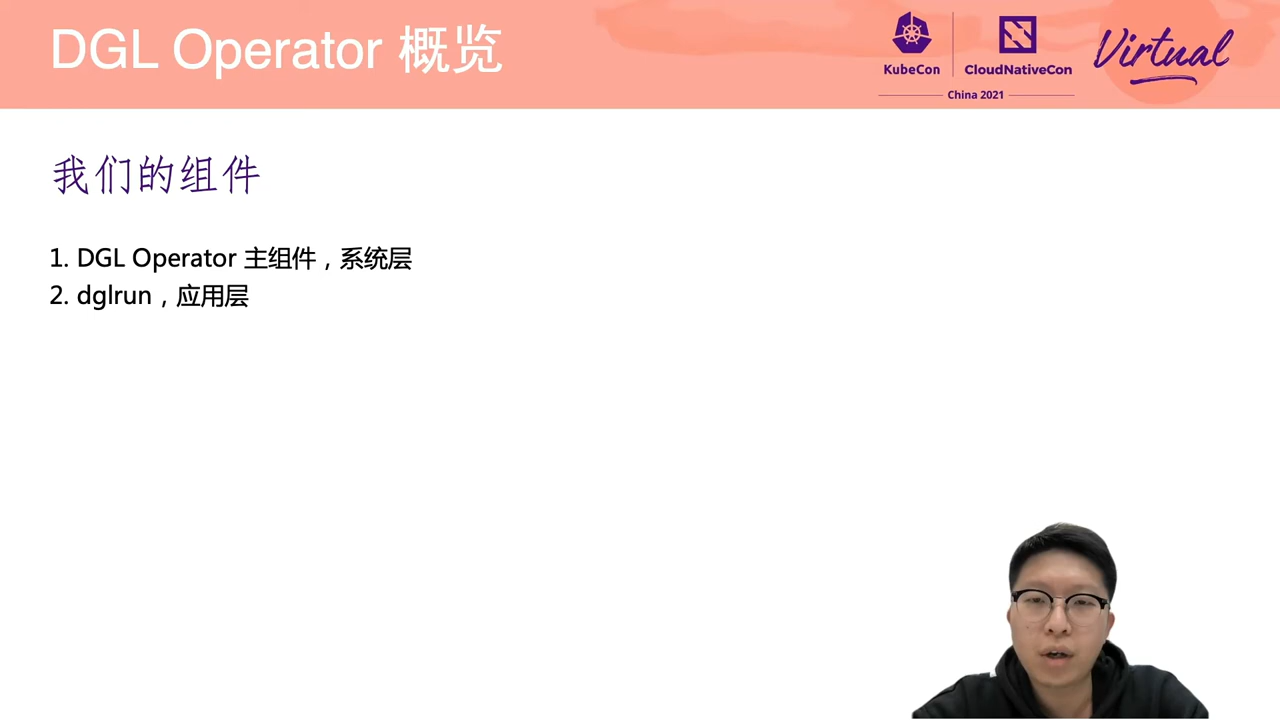 DGL Operator 概览
KubeCon
CloudNativeCon
Virtual
China 2021
我们的组件
1. DGL Operator 主组件，系统层
2. dglrun，应用层